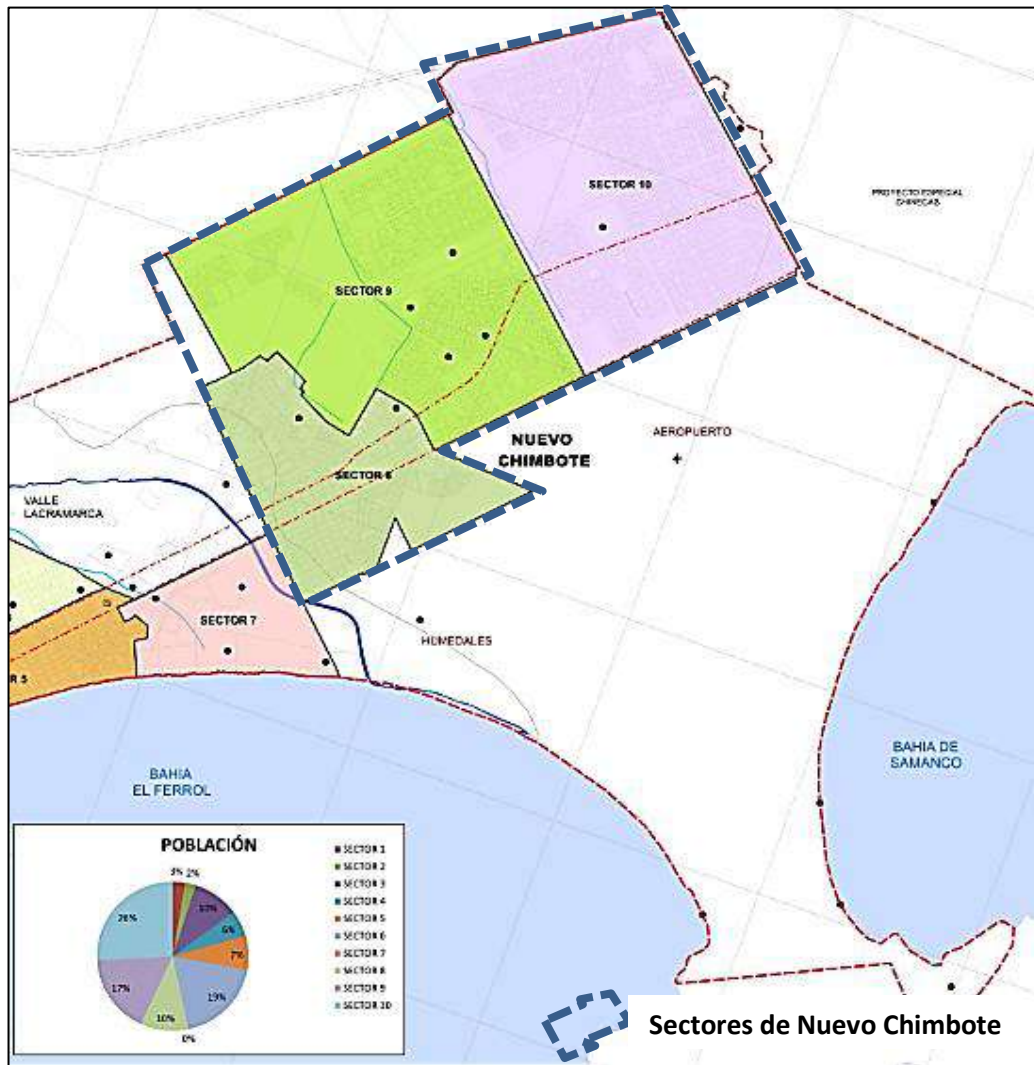 SECTOR 10
PROYECTO ESPECIAL
CHINECAS
SECTOR 9
NUEVO
CHIMBOTE
AEROPUERTO
SECTOR 8
VALLE
LACRAMARCA
SECTOR 7
HUMEDALES
R 5
BAHIA
EL FERROL
BAHIA DE
SAMANCO
POBLACIÓN
3% 2%
10%
6%
7%
19%
0%
10%
17%
26%
SECTOR 1
SECTOR 2
SECTOR 3
SECTOR 4
SECTOR 5
SECTOR 6
SECTOR 7
SECTOR 8
SECTOR 9
SECTOR 10
Sectores de Nuevo Chimbote